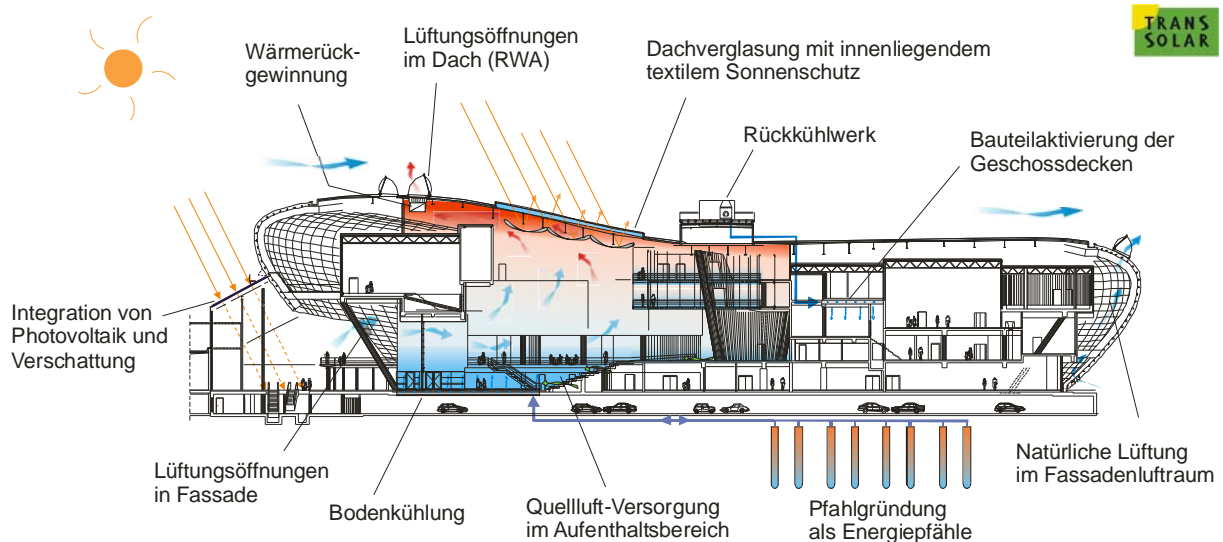 TRANS
SOLAR
Wärmerück-
gewinnung
Lüftungsöffnungen
im Dach (RWA)
Dachverglasung mit innenliegendem
textilem Sonnenschutz
Rückkühlwerk
Bauteilaktivierung der
Geschossdecken
Integration von
Photovoltaik und
Verschattung
Lüftungsöffnungen
in Fassade
Bodenkühlung
Quellluft-Versorgung
im Aufenthaltsbereich
Pfahlgründung
als Energiepfähle
Natürliche Lüftung
im Fassadenluftraum